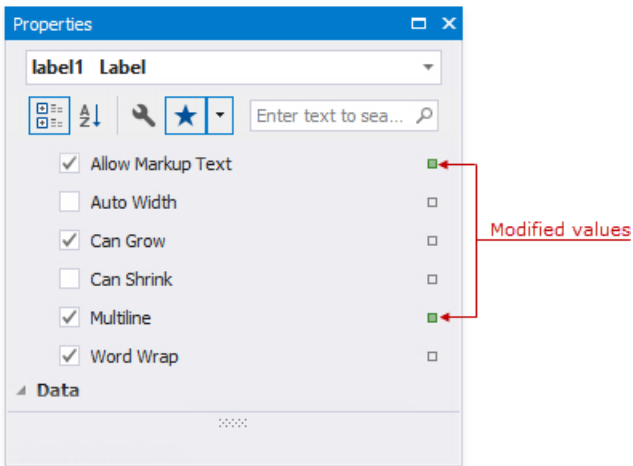 Properties
label1 Label
Enter text to sea...
Allow Markup Text
Auto Width
Can Grow
Modified values
Can Shrink
Multiline
Word Wrap
Data